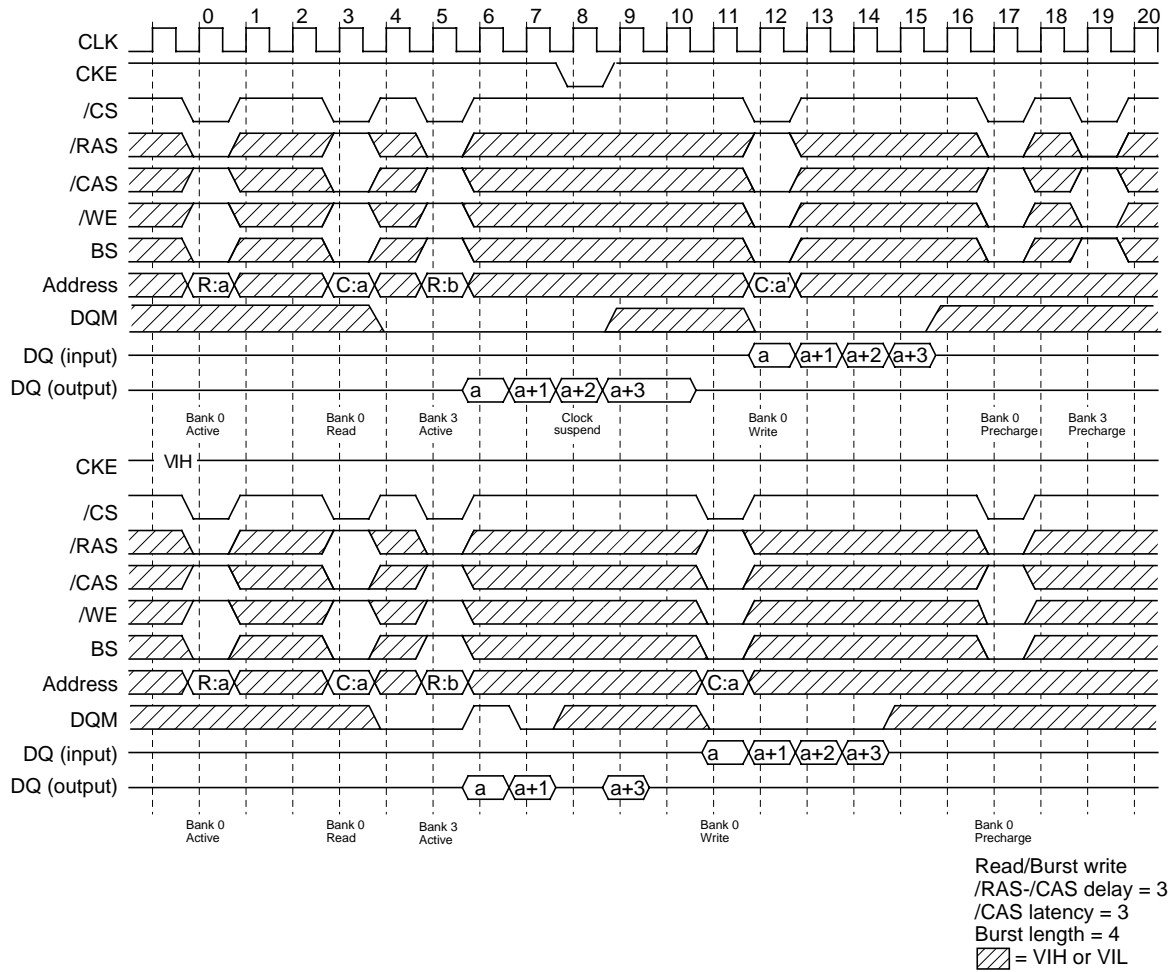 0 1 2 3 4 5 6 7 8 9 10 11 12 13 14 15 16 17 18 19 20
CLK
CKE
/CS
/RAS
/CAS
/WE
BS
Address R:a C:a R:b C:a'
DQM
DQ (input) a a+1 a+2 a+3
DQ (output) a a+1 a+2 a+3
Bank 0 Bank 0 Bank 3 Clock Bank 0 Bank 0 Bank 3
Active Read Active suspend Write Precharge Precharge
CKE VIH
/CS
/RAS
/CAS
/WE
BS
Address R:a C:a R:b C:a
DQM
DQ (input) a a+1 a+2 a+3
DQ (output) a a+1 a+3
Bank 0 Bank 0 Bank 3 Bank 0 Bank 0
Active Read Active Write Precharge
Read/Burst write
/RAS-/CAS delay = 3
/CAS latency = 3
Burst length = 4
= VIH or VIL